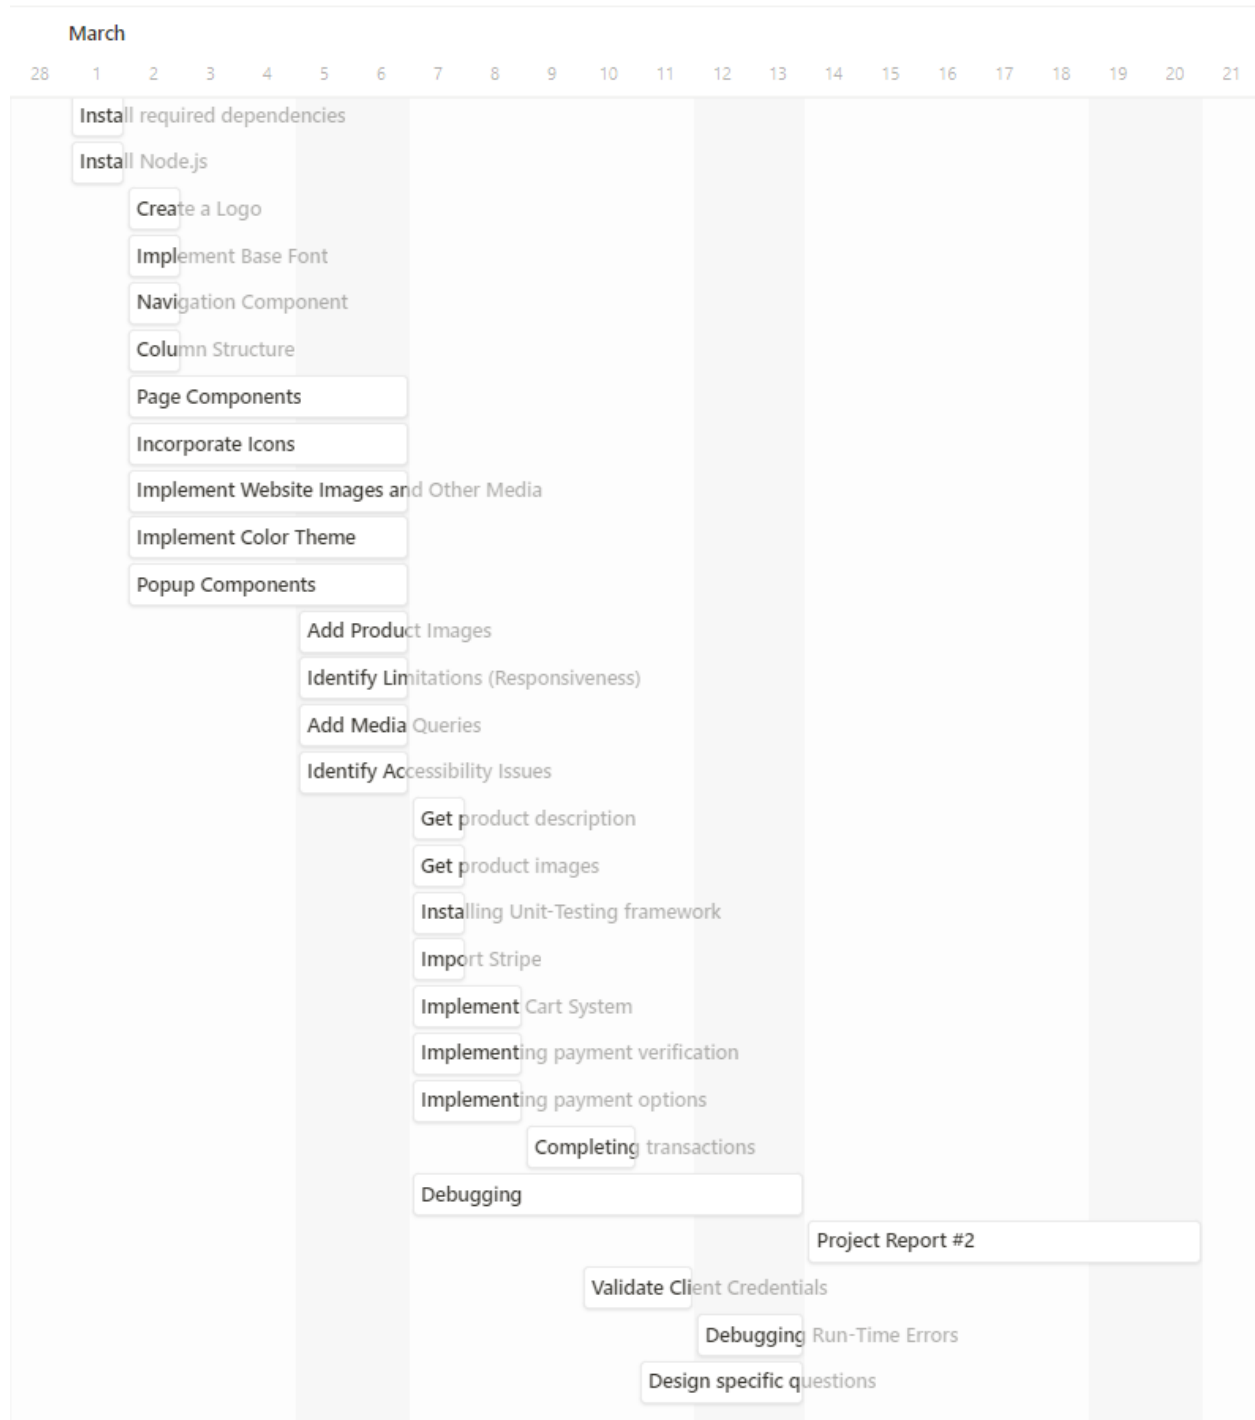 March
28 1 2 3 4 5 6 7 8 9 10 11 12 13 14 15 16 17 18 19 20 21
Install required dependencies
Install Node.js
Create a Logo
Implement Base Font
Navigation Component
Column Structure
Page Components
Incorporate Icons
Implement Website Images and Other Media
Implement Color Theme
Popup Components
Add Product Images
Identify Limitations (Responsiveness)
Add Media Queries
Identify Accessibility Issues
Get product description
Get product images
Installing Unit-Testing framework
Import Stripe
Implement Cart System
Implementing payment verification
Implementing payment options
Completing transactions
Debugging
Project Report #2
Validate Client Credentials
Debugging Run-Time Errors
Design specific questions